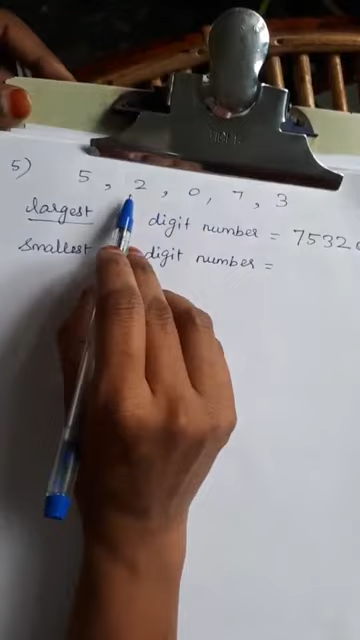 5) 5, 2, 0, 7, 3
largest digit number = 7532
smallest digit number =